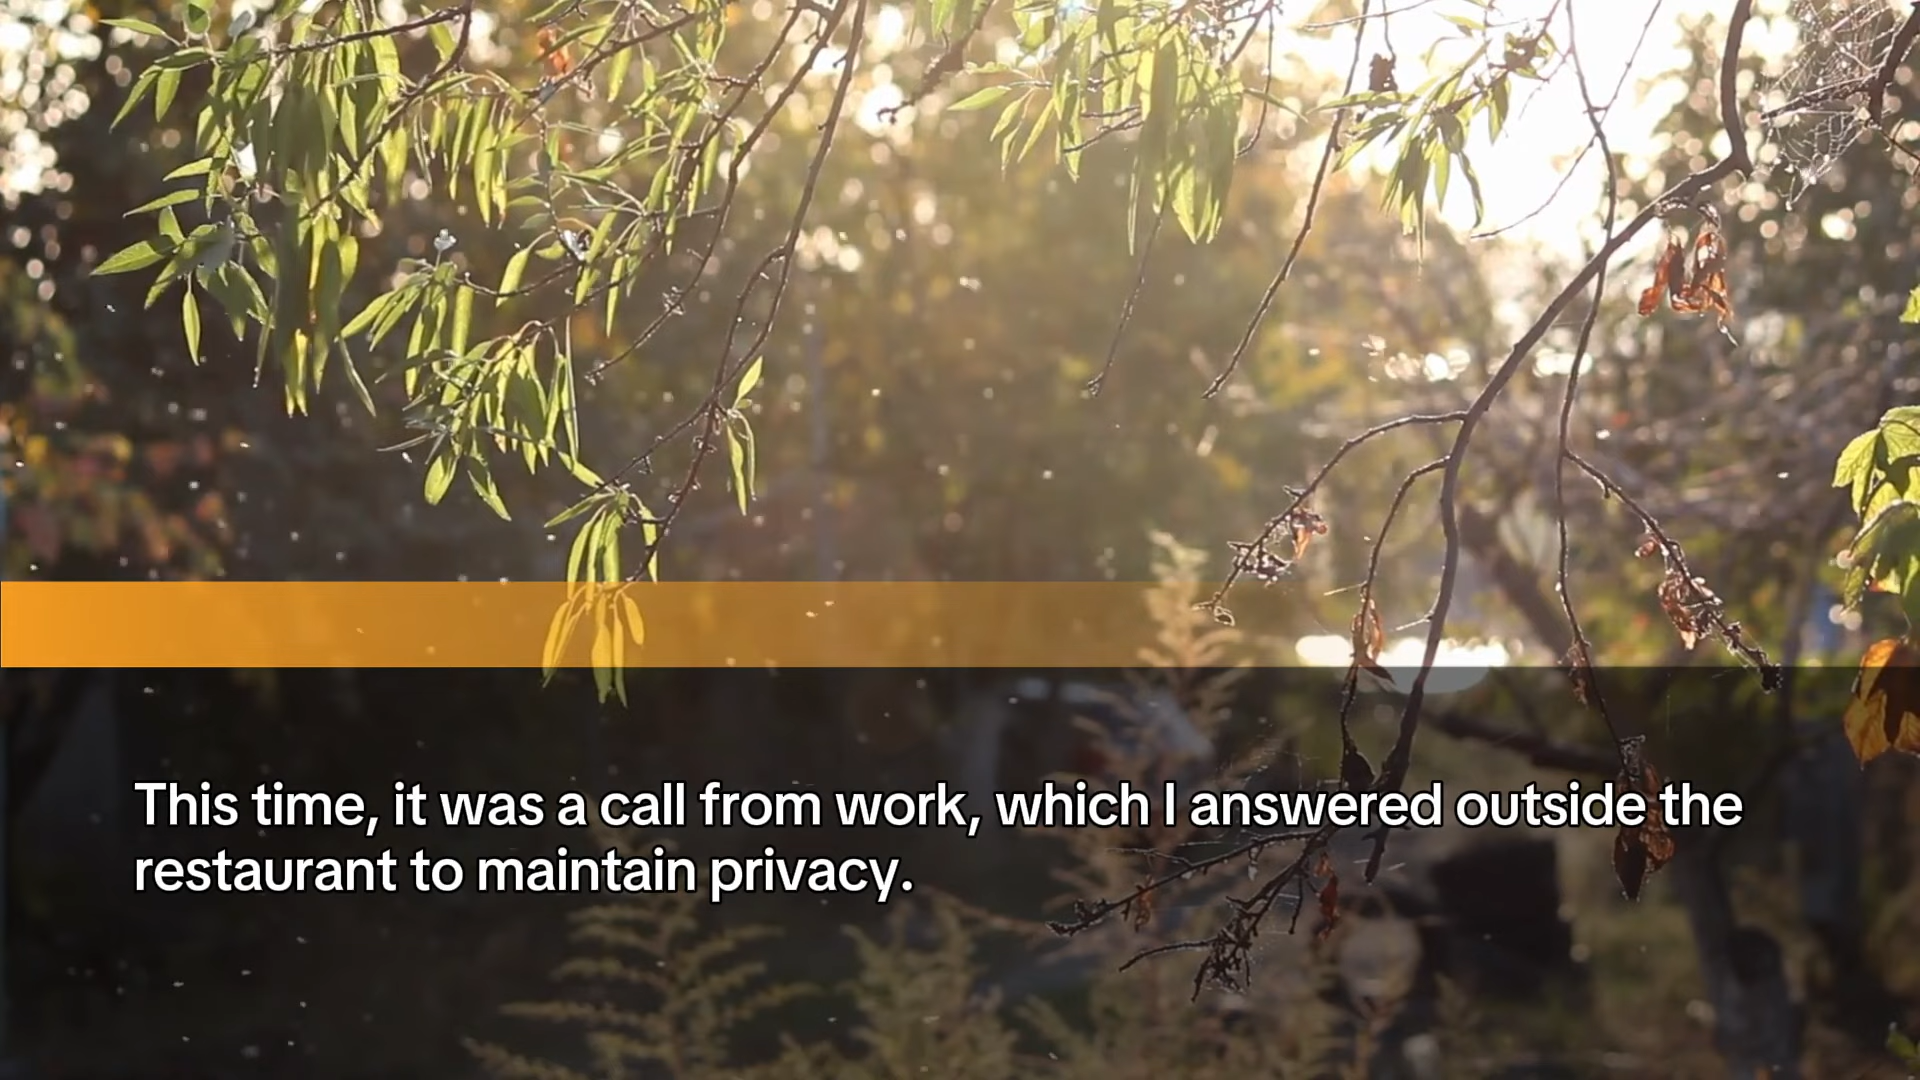 This time, it was a call from work, which I answered outside the
restaurant to maintain privacy.